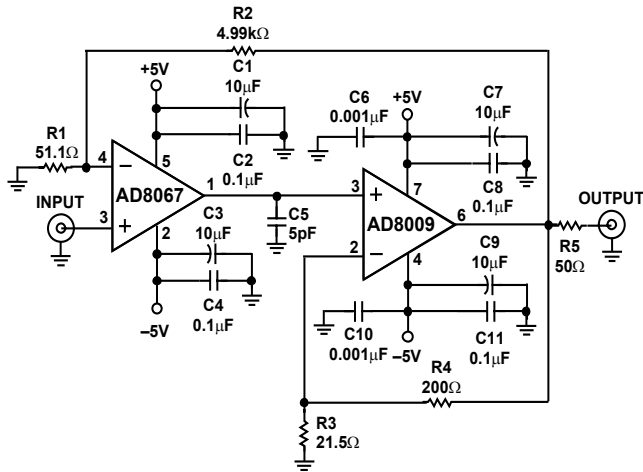 R2
4.99kΩ
+5V
C1
10μF
C2
0.1μF
R1
51.1Ω
4
–
5
AD8067
1
INPUT
3
+
2
C3
10μF
C4
0.1μF
–5V
C5
5pF
C6
0.001μF
+5V
C7
10μF
C8
0.1μF
3
+
7
AD8009
6
2
–
4
OUTPUT
R5
50Ω
C9
10μF
C10
0.001μF
–5V
C11
0.1μF
R4
200Ω
R3
21.5Ω